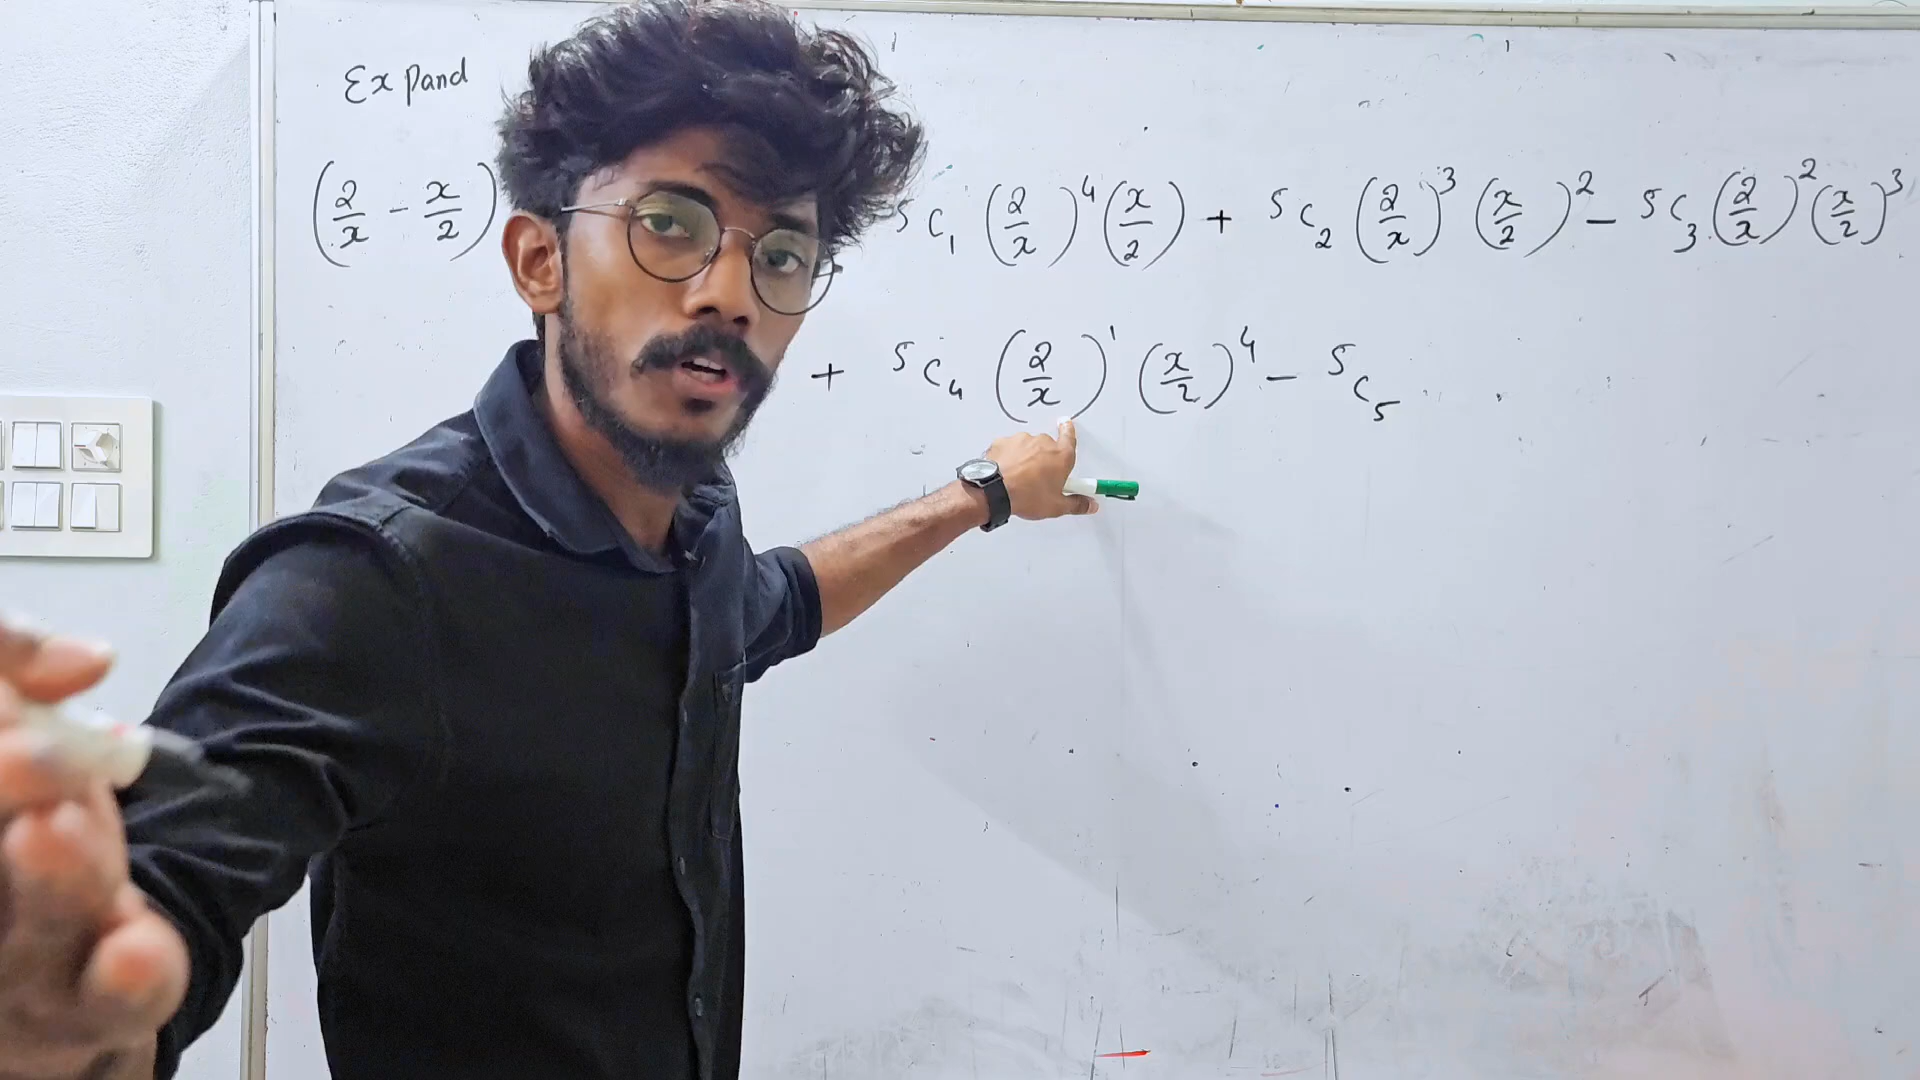 Expand
(2/x - x/2) ⁵C₁ (2/x)⁴ (x/2) + ⁵C₂ (2/x)³ (x/2)² - ⁵C₃ (2/x)² (x/2)³
+ ⁵C₄ (2/x)¹ (x/2)⁴ - ⁵C₅